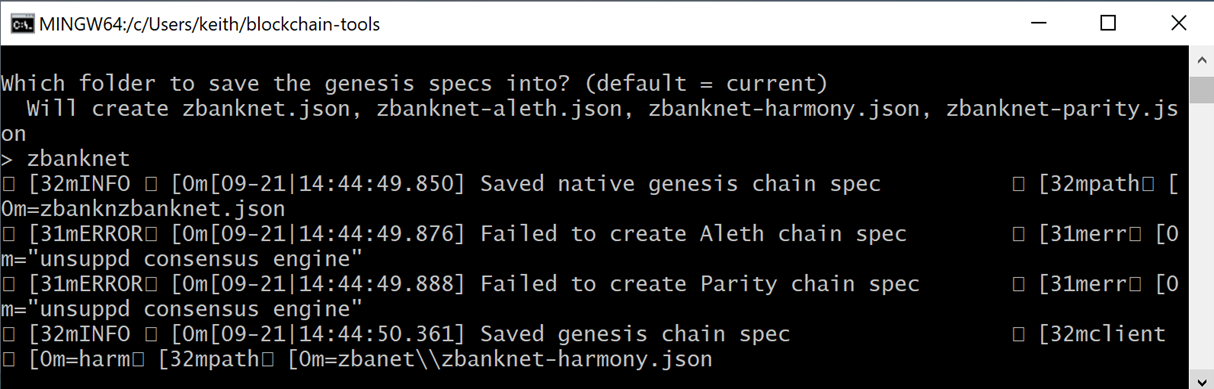 MINGW64:/c/Users/keith/blockchain-tools
Which folder to save the genesis specs into? (default = current)
  Will create zbanknet.json, zbanknet-aleth.json, zbanknet-harmony.json, zbanknet-parity.js
on
> zbanknet
□ [32mINFO □ [0m[09-21|14:44:49.850] Saved native genesis chain spec          □ [32mpath□ [
0m=zbanknzbanknet.json
□ [31mERROR□ [0m[09-21|14:44:49.876] Failed to create Aleth chain spec        □ [31merr□ [0
m="unsuppd consensus engine"
□ [31mERROR□ [0m[09-21|14:44:49.888] Failed to create Parity chain spec       □ [31merr□ [0
m="unsuppd consensus engine"
□ [32mINFO □ [0m[09-21|14:44:50.361] Saved genesis chain spec                 □ [32mclient
□ [0m=harm□ [32mpath□ [0m=zbanet\\zbanknet-harmony.json